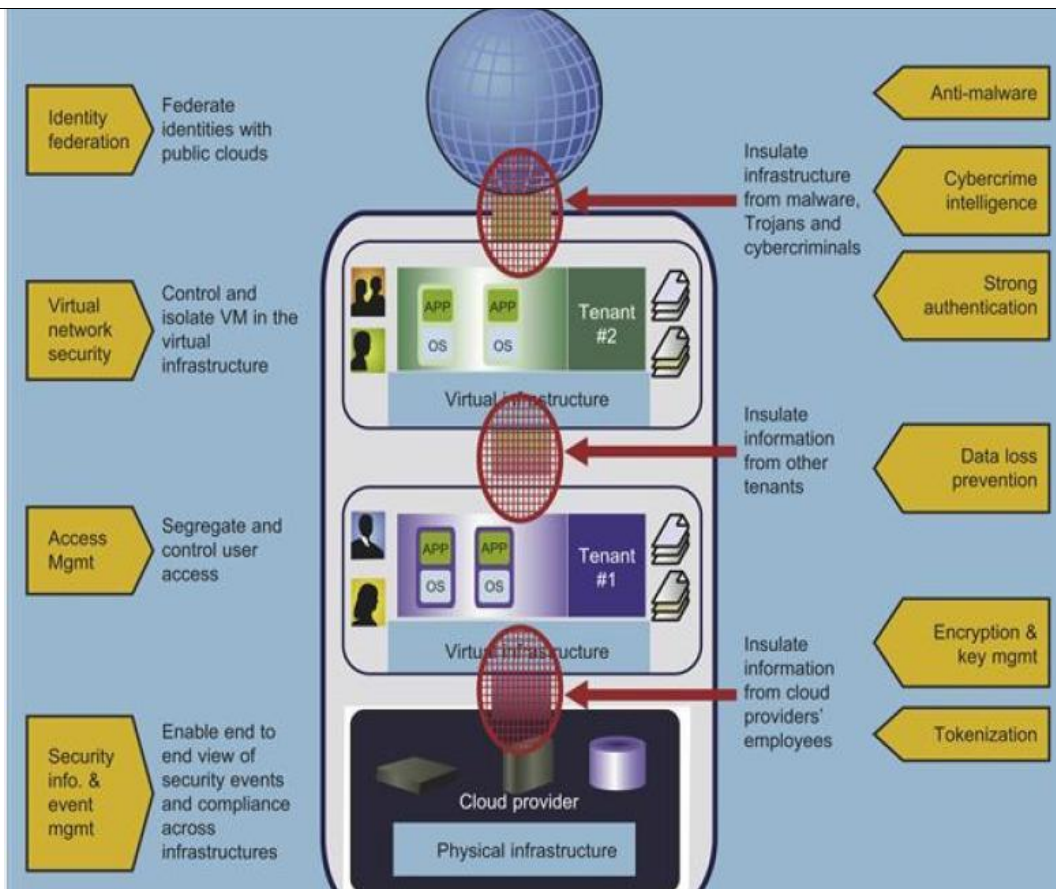 Identity
federation
Federate
identities with
public clouds
Insulate
infrastructure
from malware,
Trojans and
cybercriminals
Anti-malware
Cybercrime
intelligence
Strong
authentication
Virtual
network
security
Control and
isolate VM in the
virtual
infrastructure
APP
OS
APP
OS
Tenant
#2
Virtual infrastructure
Insulate
information
from other
tenants
Data loss
prevention
Access
Mgmt
Segregate and
control user
access
APP
OS
APP
OS
Tenant
#1
Virtual infrastructure
Insulate
information
from cloud
providers'
employees
Encryption &
key mgmt
Tokenization
Security
info. &
event
mgmt
Enable end to
end view of
security events
and compliance
across
infrastructures
Cloud provider
Physical infrastructure